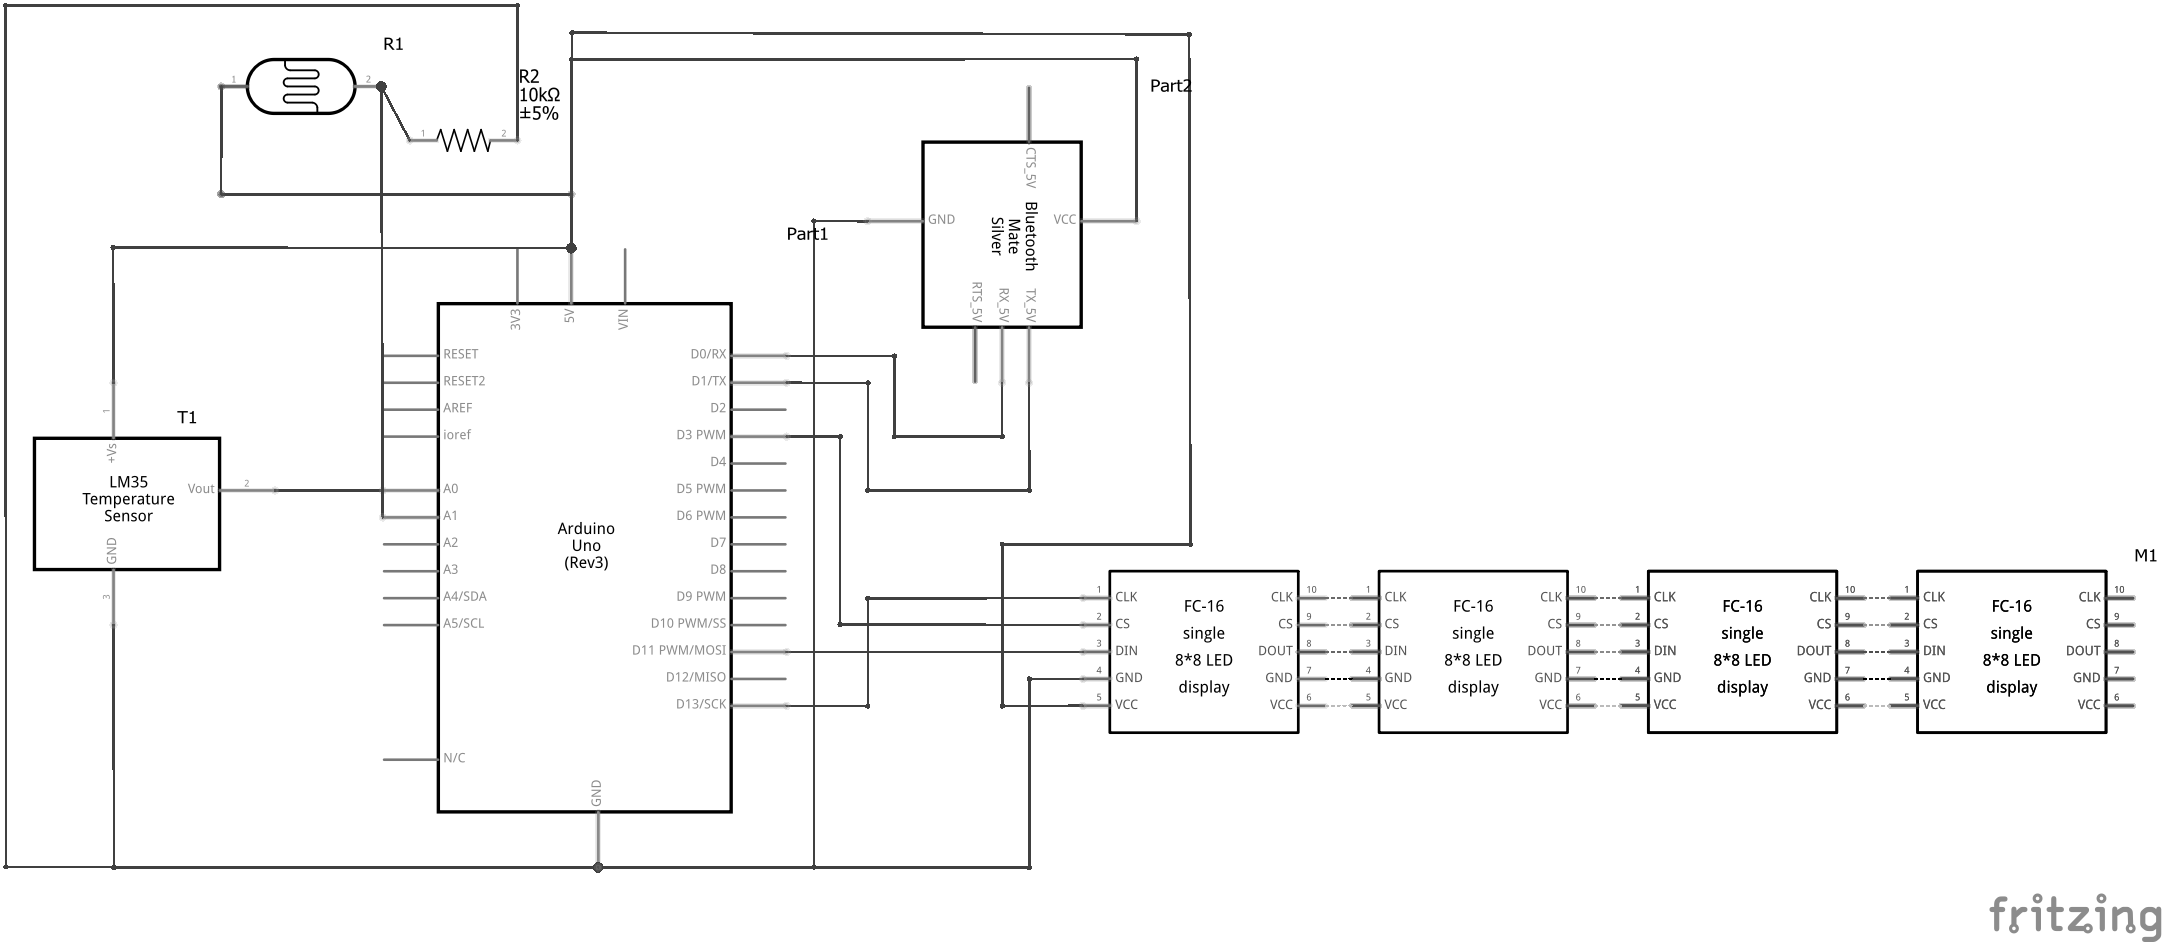 R1
1
2
R2
10kΩ
±5%
1
2
Part2
CTS_5V
Bluetooth
Mate
Silver
GND
VCC
RTS_5V
RX_5V
TX_5V
Part1
3V3
5V
VIN
RESET
RESET2
AREF
ioref
A0
A1
A2
A3
A4/SDA
A5/SCL
N/C
Arduino
Uno
(Rev3)
D0/RX
D1/TX
D2
D3 PWM
D4
D5 PWM
D6 PWM
D7
D8
D9 PWM
D10 PWM/SS
D11 PWM/MOSI
D12/MISO
D13/SCK
GND
T1
1
+Vs
LM35
Temperature
Sensor
Vout
2
GND
3
M1
1 CLK
2 CS
3 DIN
4 GND
5 VCC
FC-16
single
8*8 LED
display
CLK 10
CS 9
DOUT 8
GND 7
VCC 6
1 CLK
2 CS
3 DIN
4 GND
5 VCC
FC-16
single
8*8 LED
display
CLK 10
CS 9
DOUT 8
GND 7
VCC 6
1 CLK
2 CS
3 DIN
4 GND
5 VCC
FC-16
single
8*8 LED
display
CLK 10
CS 9
DOUT 8
GND 7
VCC 6
1 CLK
2 CS
3 DIN
4 GND
5 VCC
FC-16
single
8*8 LED
display
CLK 10
CS 9
DOUT 8
GND 7
VCC 6
fritzing